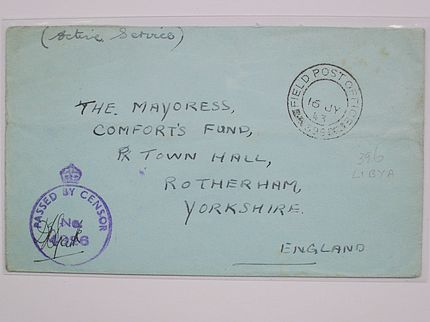 (Active Service)
FIELD POST OFFICE
16 JY
43
THE. MAYORESS,
COMFORT'S FUND,
TOWN HALL,
ROTHERHAM,
YORKSHIRE.
ENGLAND
396
LIBYA
PASSED BY CENSOR
No